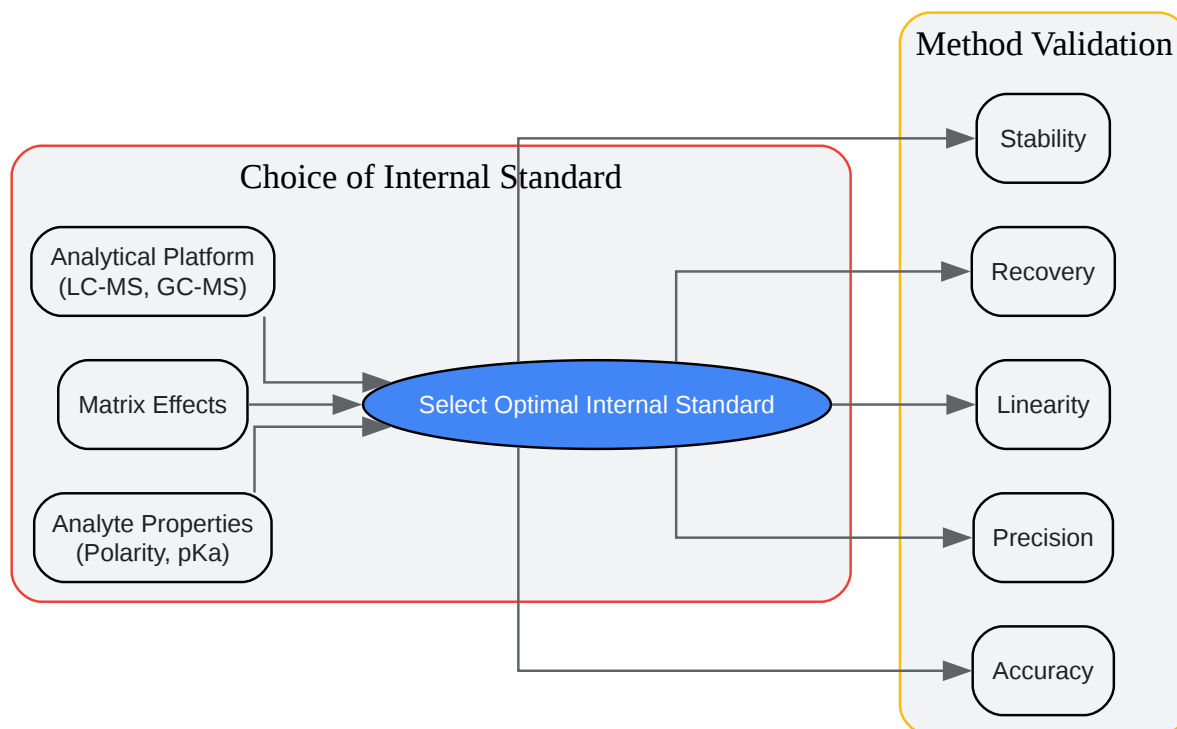 Method Validation
Stability
Choice of Internal Standard
Analytical Platform
(LC-MS, GC-MS)
Recovery
Matrix Effects
Select Optimal Internal Standard
Linearity
Analyte Properties
(Polarity, pKa)
Precision
Accuracy